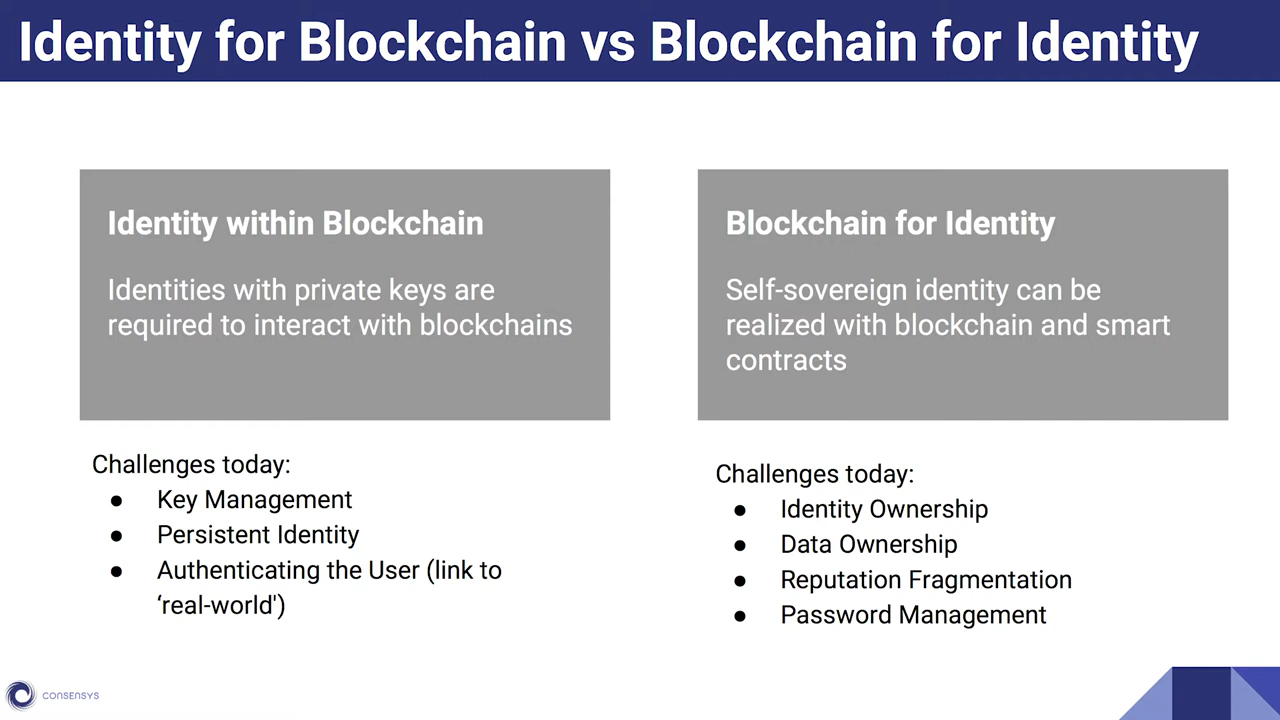 Identity for Blockchain vs Blockchain for Identity
Identity within Blockchain
Identities with private keys are
required to interact with blockchains
Challenges today:
● Key Management
● Persistent Identity
● Authenticating the User (link to
‘real-world')
Blockchain for Identity
Self-sovereign identity can be
realized with blockchain and smart
contracts
Challenges today:
● Identity Ownership
● Data Ownership
● Reputation Fragmentation
● Password Management
CONSENSYS